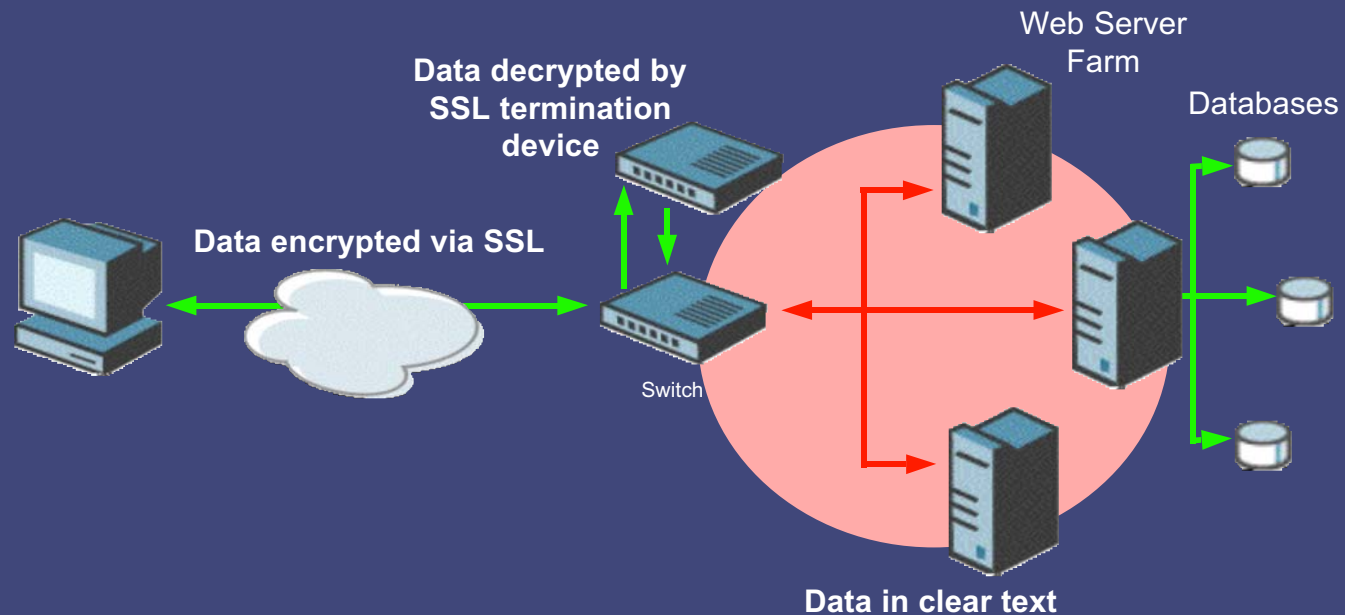 Web Server
Farm
Data decrypted by
SSL termination
device
Databases
Data encrypted via SSL
Switch
Data in clear text